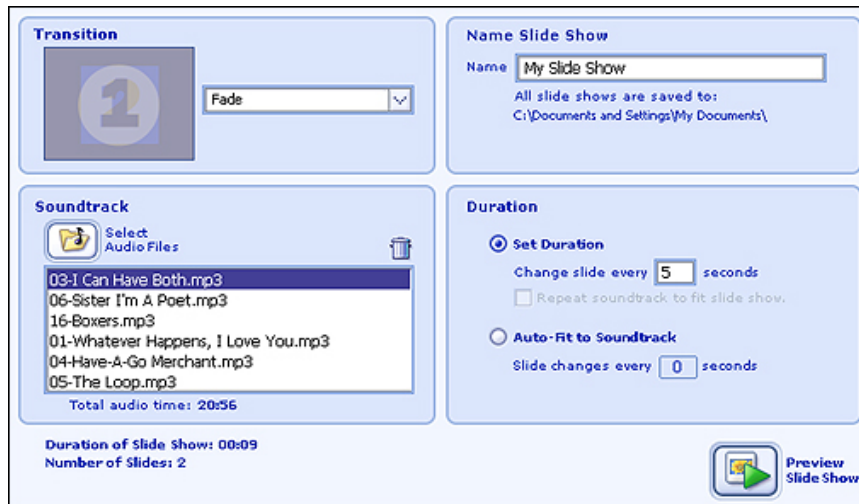 Transition
1
Fade
Name Slide Show
Name My Slide Show
All slide shows are saved to:
C:\Documents and Settings\My Documents\
Soundtrack
Select
Audio Files
03-I Can Have Both.mp3
06-Sister I'm A Poet.mp3
16-Boxers.mp3
01-Whatever Happens, I Love You.mp3
04-Have-A-Go Merchant.mp3
05-The Loop.mp3
Total audio time: 20:56
Duration
Set Duration
Change slide every 5 seconds
Repeat soundtrack to fit slide show.
Auto-Fit to Soundtrack
Slide changes every 0 seconds
Duration of Slide Show: 00:09
Number of Slides: 2
Preview
Slide Show